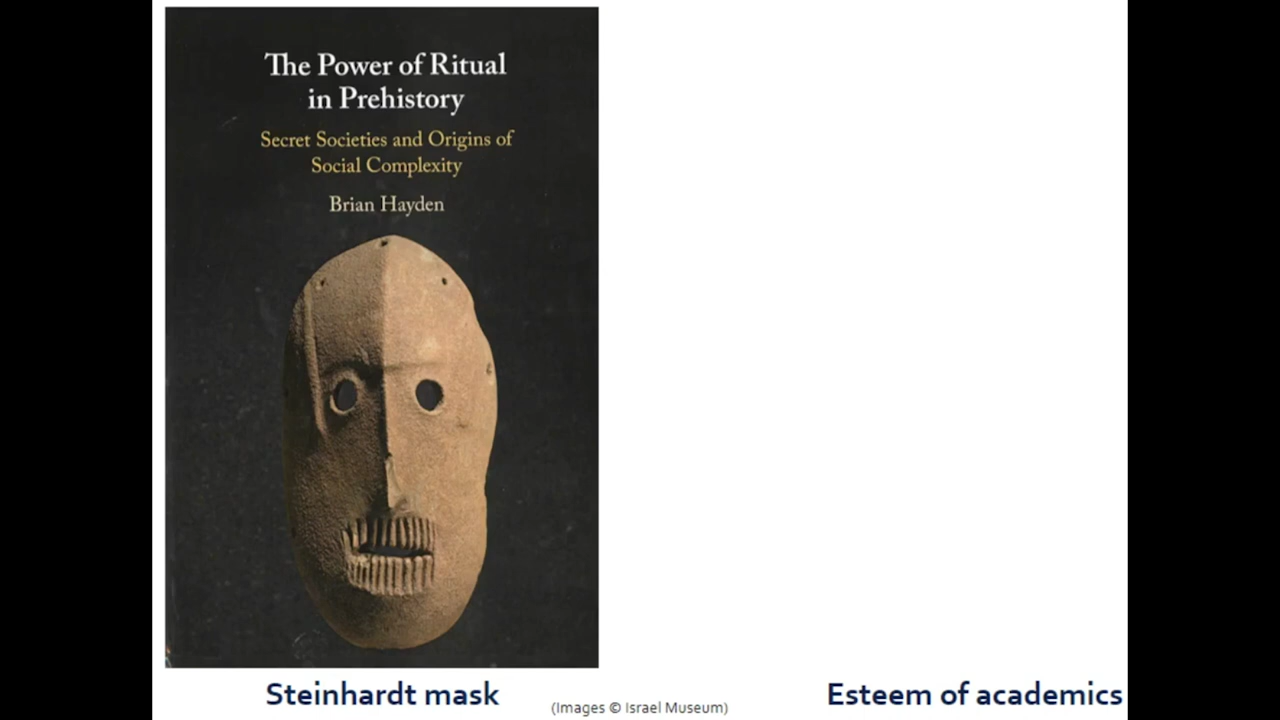 The Power of Ritual
in Prehistory
Secret Societies and Origins of
Social Complexity
Brian Hayden
Steinhardt mask
(Images © Israel Museum)
Esteem of academics